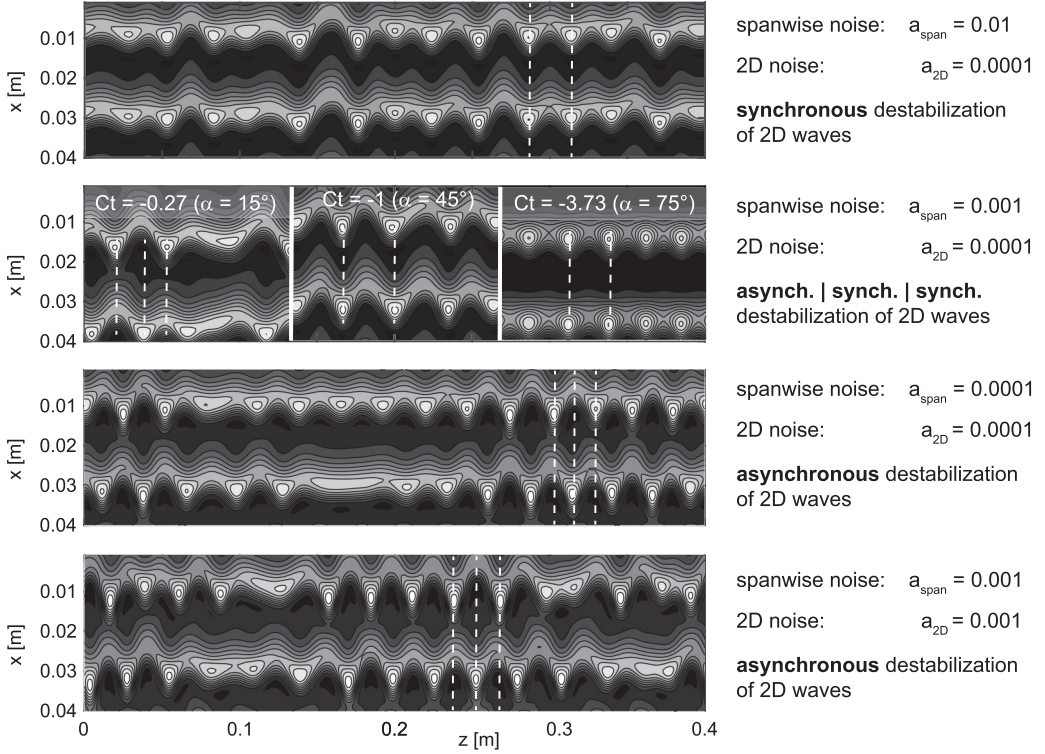 0.01
0.02
0.03
0.04
x [m]
spanwise noise: a_span = 0.01
2D noise: a_2D = 0.0001
synchronous destabilization
of 2D waves
Ct = -0.27 (α = 15°)
Ct = -1 (α = 45°)
Ct = -3.73 (α = 75°)
0.01
0.02
0.03
0.04
x [m]
spanwise noise: a_span = 0.001
2D noise: a_2D = 0.0001
asynch. | synch. | synch.
destabilization of 2D waves
0.01
0.02
0.03
0.04
x [m]
spanwise noise: a_span = 0.0001
2D noise: a_2D = 0.0001
asynchronous destabilization
of 2D waves
0.01
0.02
0.03
0.04
x [m]
spanwise noise: a_span = 0.001
2D noise: a_2D = 0.001
asynchronous destabilization
of 2D waves
0 0.1 0.2 0.3 0.4
z [m]